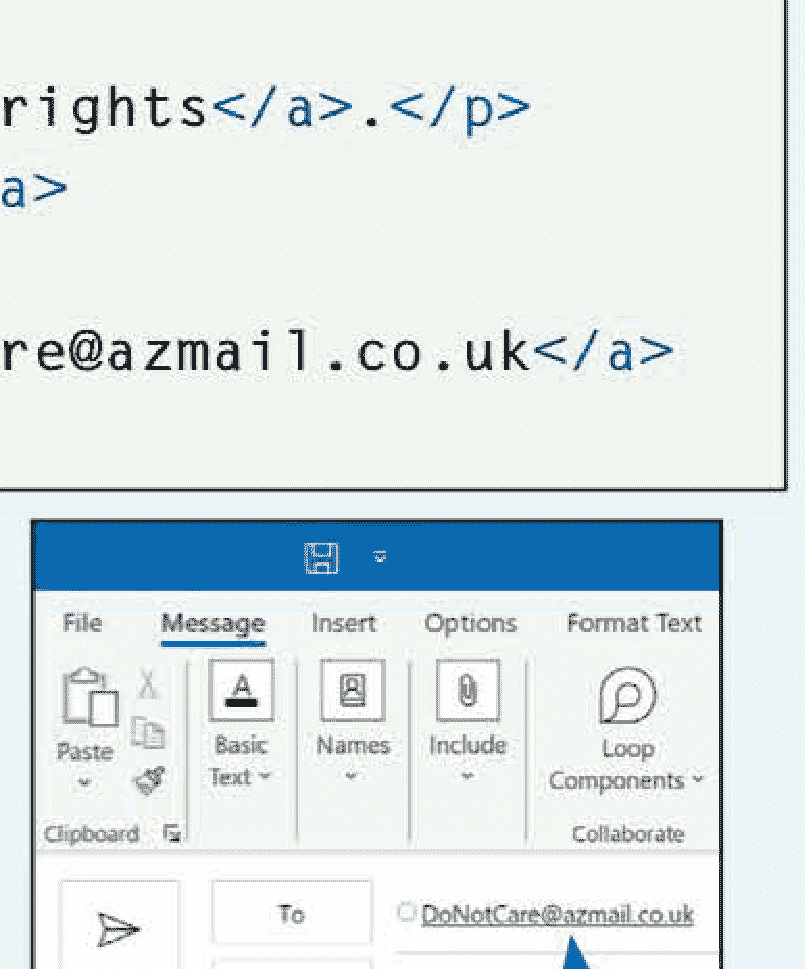 rights</a>.</p>
a>
re@azmail.co.uk</a>
File Message Insert Options Format Text
Paste
Basic Text
Names
Include
Loop Components
Clipboard
Collaborate
To
DoNotCare@azmail.co.uk